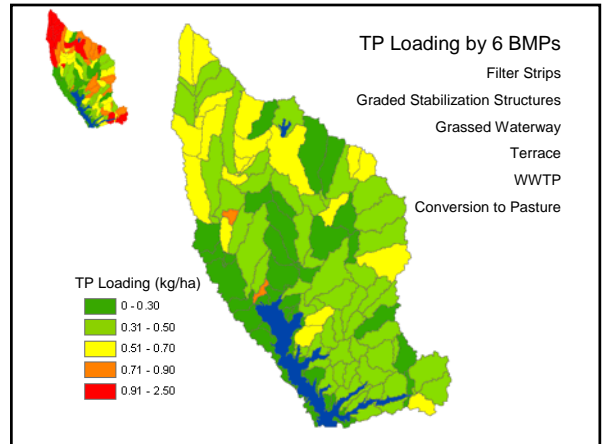 TP Loading by 6 BMPs
Filter Strips
Graded Stabilization Structures
Grassed Waterway
Terrace
WWTP
Conversion to Pasture
TP Loading (kg/ha)
0 - 0.30
0.31 - 0.50
0.51 - 0.70
0.71 - 0.90
0.91 - 2.50